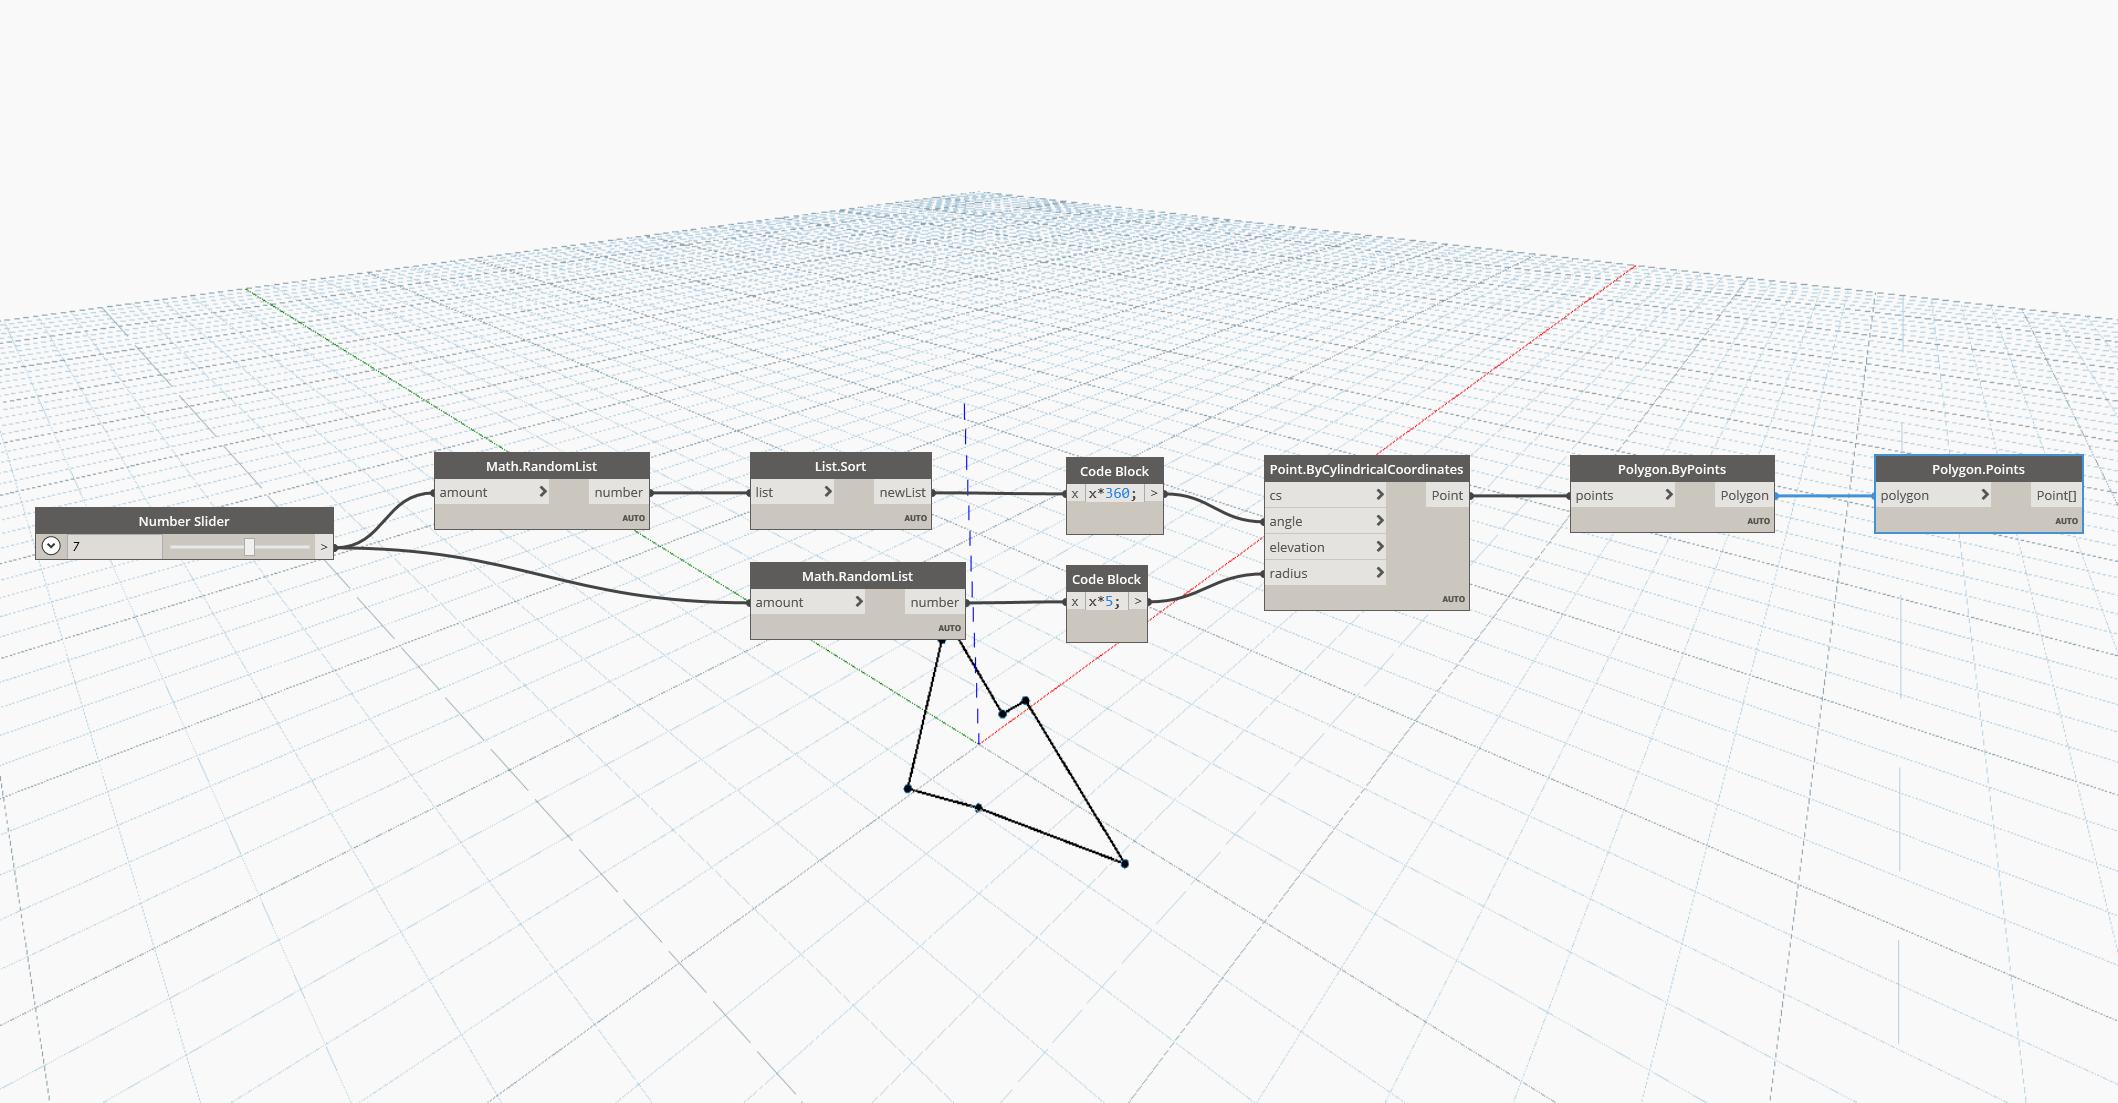 Number Slider
7
>
Math.RandomList
amount > number
AUTO
List.Sort
list > newList
AUTO
Math.RandomList
amount > number
AUTO
Code Block
x x*360; >
Code Block
x x*5; >
Point.ByCylindricalCoordinates
cs > Point
angle >
elevation >
radius >
AUTO
Polygon.ByPoints
points > Polygon
AUTO
Polygon.Points
polygon > Point[]
AUTO